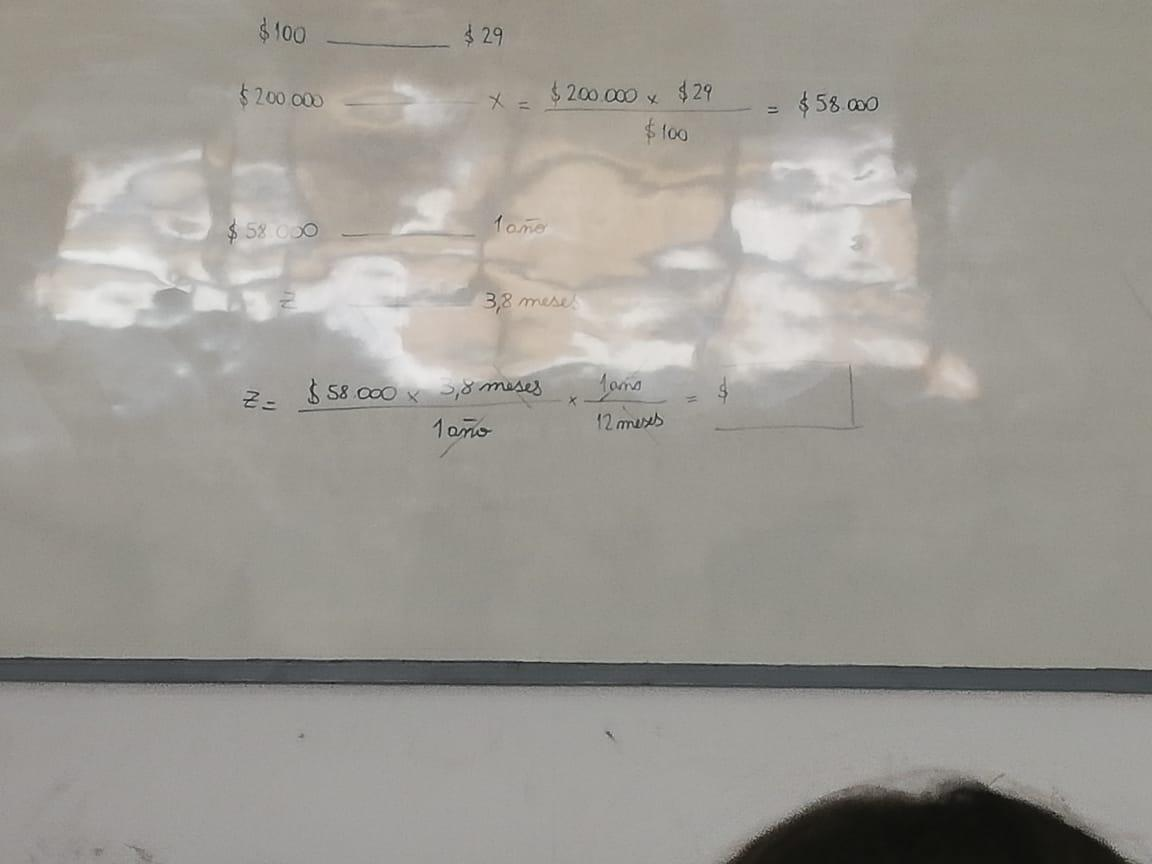 $100 ———— $29
$200.000 ———— X = $200.000 x $29 / $100 = $58.000
$58.000 ———— 1 año
Z ———— 3,8 meses
Z = $58.000 x 3,8 meses / 1 año x 1 año / 12 meses = $